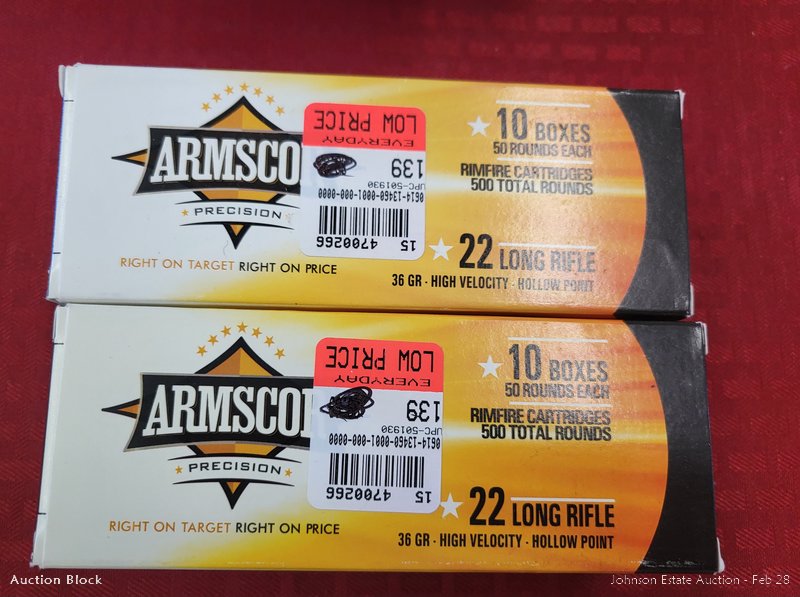 ARMSCO
PRECISION
RIGHT ON TARGET RIGHT ON PRICE
EVERYDAY
LOW PRICE
139
UPC-501930
0614-13460-0001-000-0000
15 4700266
10 BOXES
50 ROUNDS EACH
RIMFIRE CARTRIDGES
500 TOTAL ROUNDS
22 LONG RIFLE
36 GR · HIGH VELOCITY · HOLLOW POINT
ARMSCO
PRECISION
RIGHT ON TARGET RIGHT ON PRICE
EVERYDAY
LOW PRICE
139
UPC-501930
0614-13460-0001-000-0000
15 4700266
10 BOXES
50 ROUNDS EACH
RIMFIRE CARTRIDGES
500 TOTAL ROUNDS
22 LONG RIFLE
36 GR · HIGH VELOCITY · HOLLOW POINT
Auction Block
Johnson Estate Auction - Feb 28